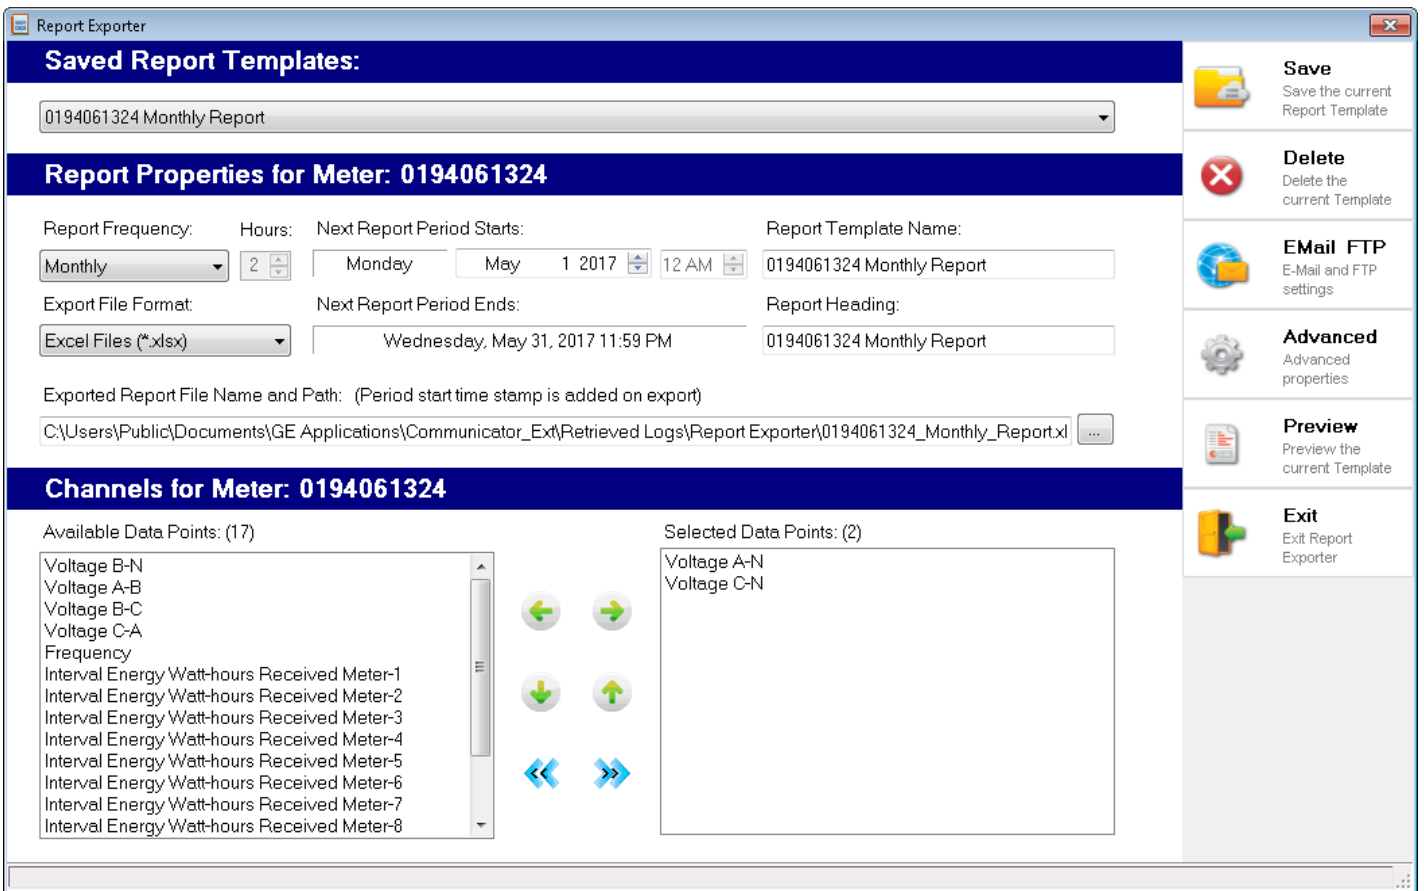 Report Exporter
Saved Report Templates:
0194061324 Monthly Report
Report Properties for Meter: 0194061324
Report Frequency: Hours: Next Report Period Starts: Report Template Name:
Monthly 2 Monday May 1 2017 12 AM 0194061324 Monthly Report
Export File Format: Next Report Period Ends: Report Heading:
Excel Files (*.xlsx) Wednesday, May 31, 2017 11:59 PM 0194061324 Monthly Report
Exported Report File Name and Path: (Period start time stamp is added on export)
C:\Users\Public\Documents\GE Applications\Communicator_Ext\Retrieved Logs\Report Exporter\0194061324_Monthly_Report.xl ...
Channels for Meter: 0194061324
Available Data Points: (17)
Voltage B-N
Voltage A-B
Voltage B-C
Voltage C-A
Frequency
Interval Energy Watt-hours Received Meter-1
Interval Energy Watt-hours Received Meter-2
Interval Energy Watt-hours Received Meter-3
Interval Energy Watt-hours Received Meter-4
Interval Energy Watt-hours Received Meter-5
Interval Energy Watt-hours Received Meter-6
Interval Energy Watt-hours Received Meter-7
Interval Energy Watt-hours Received Meter-8
Selected Data Points: (2)
Voltage A-N
Voltage C-N
Save
Save the current
Report Template
Delete
Delete the
current Template
EMail FTP
E-Mail and FTP
settings
Advanced
Advanced
properties
Preview
Preview the
current Template
Exit
Exit Report
Exporter